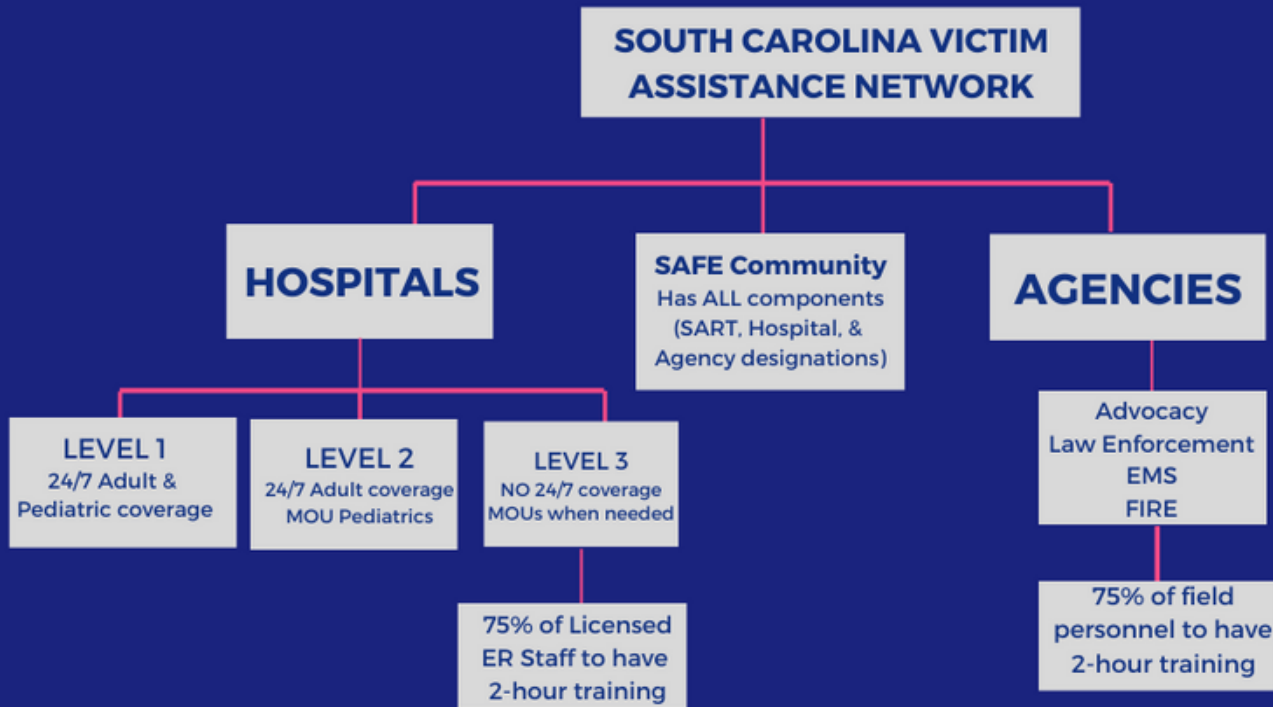 SOUTH CAROLINA VICTIM
ASSISTANCE NETWORK
HOSPITALS
SAFE Community
Has ALL components
(SART, Hospital, &
Agency designations)
AGENCIES
LEVEL 1
24/7 Adult &
Pediatric coverage
LEVEL 2
24/7 Adult coverage
MOU Pediatrics
LEVEL 3
NO 24/7 coverage
MOUs when needed
Advocacy
Law Enforcement
EMS
FIRE
75% of Licensed
ER Staff to have
2-hour training
75% of field
personnel to have
2-hour training